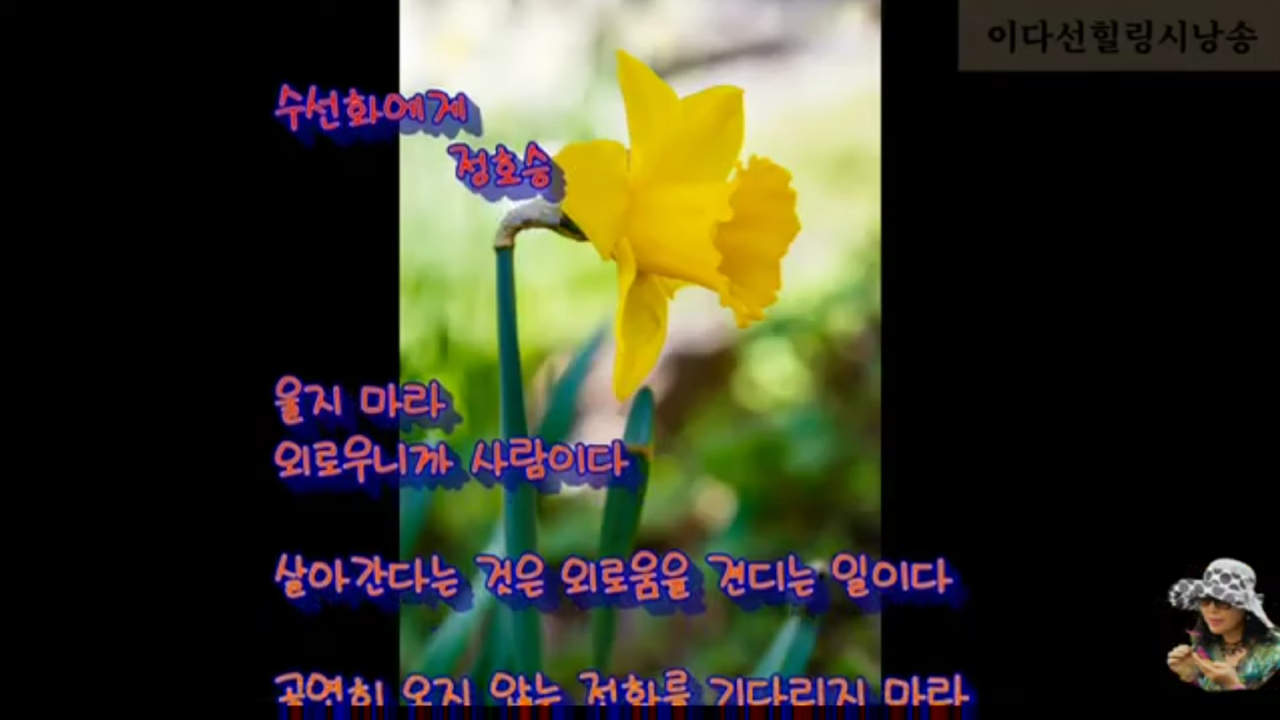 이다선힐링시낭송
수선화에게
정호승
울지 마라
외로우니까 사람이다
살아간다는 것은 외로움을 견디는 일이다
공연히 오지 않는 전화를 기다리지 마라